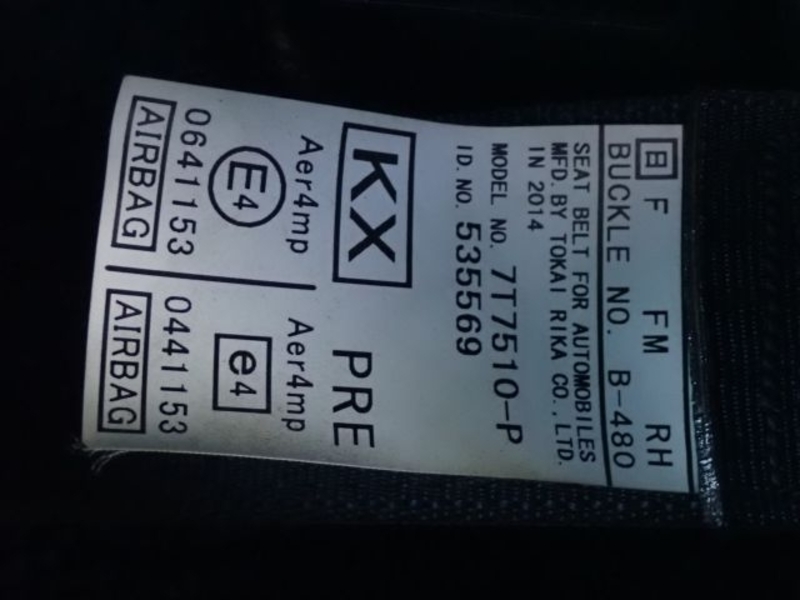 日 F FM RH
BUCKLE NO. B-480
SEAT BELT FOR AUTOMOBILES
MFD. BY TOKAI RIKA CO., LTD.
IN 2014
MODEL NO. 7T7510-P
ID. NO. 535569
KX PRE
Aer4mp Aer4mp
E4 e4
0641153 0441153
AIRBAG AIRBAG